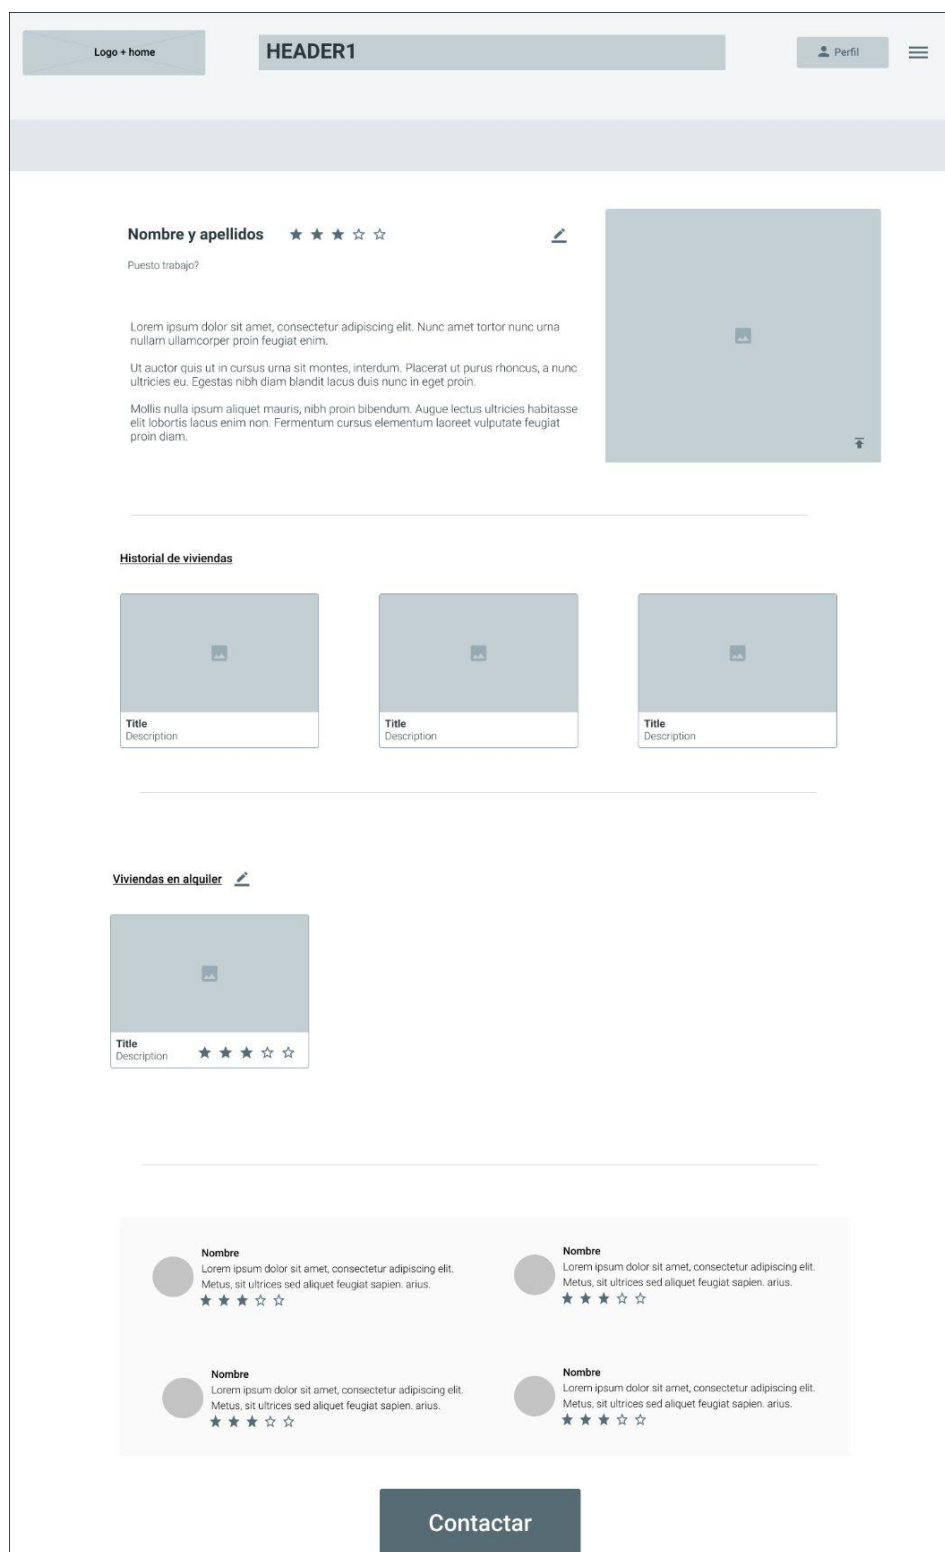 Logo + home
HEADER1
Perfil
Nombre y apellidos
Puesto trabajo?
Lorem ipsum dolor sit amet, consectetur adipiscing elit. Nunc amet tortor nunc urna
nullam ullamcorper proin feugiat enim.
Ut auctor quis ut in cursus urna sit montes, interdum. Placerat ut purus rhoncus, a nunc
ultricies eu. Egestas nibh diam blandit lacus duis nunc in eget proin.
Mollis nulla ipsum aliquet mauris, nibh proin bibendum. Augue lectus ultricies habitasse
elit lobortis lacus enim non. Fermentum cursus elementum laoreet vulputate feugiat
proin diam.
Historial de viviendas
Title
Description
Title
Description
Title
Description
Viviendas en alquiler
Title
Description
Nombre
Lorem ipsum dolor sit amet, consectetur adipiscing elit.
Metus, sit ultrices sed aliquet feugiat sapien. arius.
Nombre
Lorem ipsum dolor sit amet, consectetur adipiscing elit.
Metus, sit ultrices sed aliquet feugiat sapien. arius.
Nombre
Lorem ipsum dolor sit amet, consectetur adipiscing elit.
Metus, sit ultrices sed aliquet feugiat sapien. arius.
Nombre
Lorem ipsum dolor sit amet, consectetur adipiscing elit.
Metus, sit ultrices sed aliquet feugiat sapien. arius.
Contactar